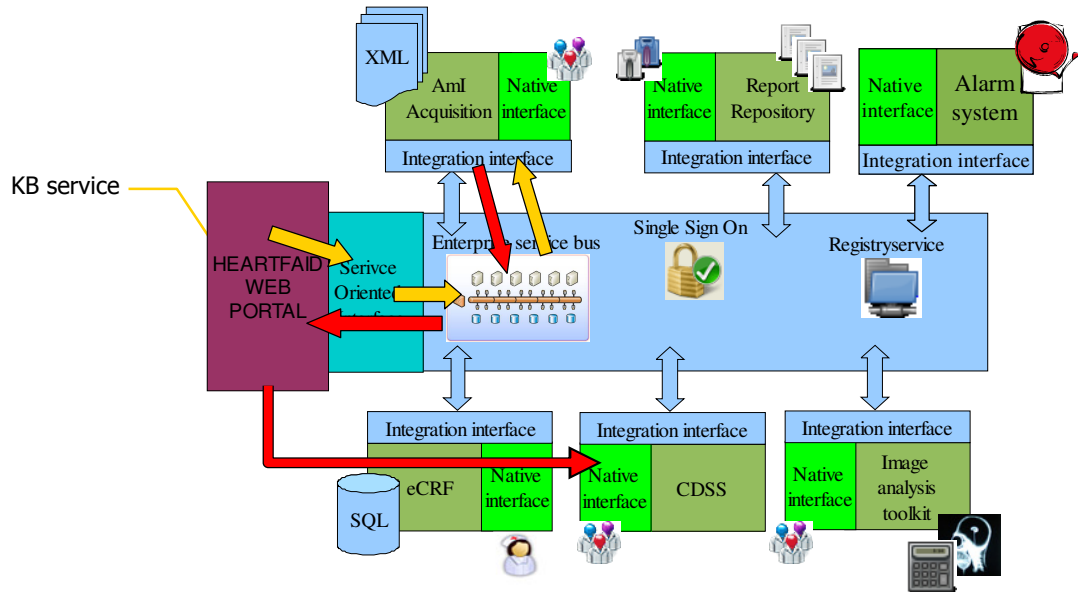 XML
AmI
Acquisition
Native
interface
Integration interface
Native
interface
Report
Repository
Integration interface
Native
interface
Alarm
system
Integration interface
KB service
HEARTFAID
WEB
PORTAL
Serivce
Oriented
Enterprise service bus
Single Sign On
Registryservice
Integration interface
eCRF
Native
interface
SQL
Integration interface
Native
interface
CDSS
Integration interface
Native
interface
Image
analysis
toolkit